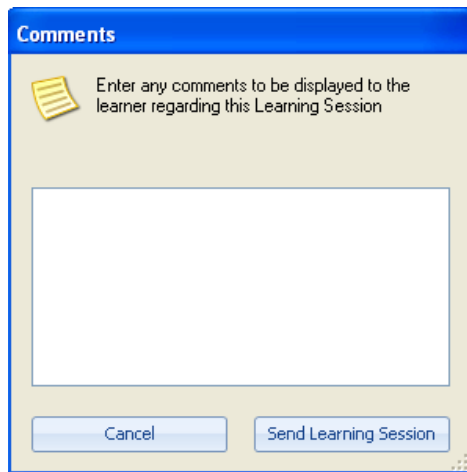 Comments
Enter any comments to be displayed to the
learner regarding this Learning Session
Cancel
Send Learning Session